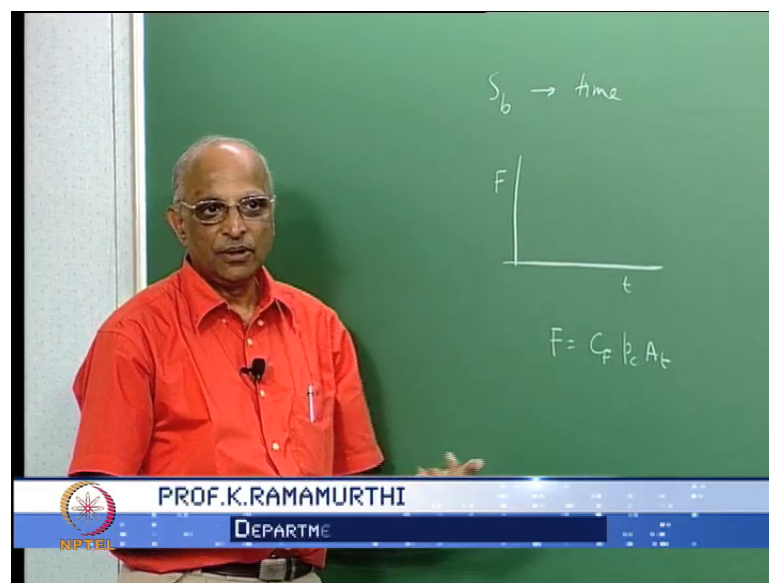 S_b → time
F
t
F = C_F p_c A_t
PROF.K.RAMAMURTHI
DEPARTME
NPTEL